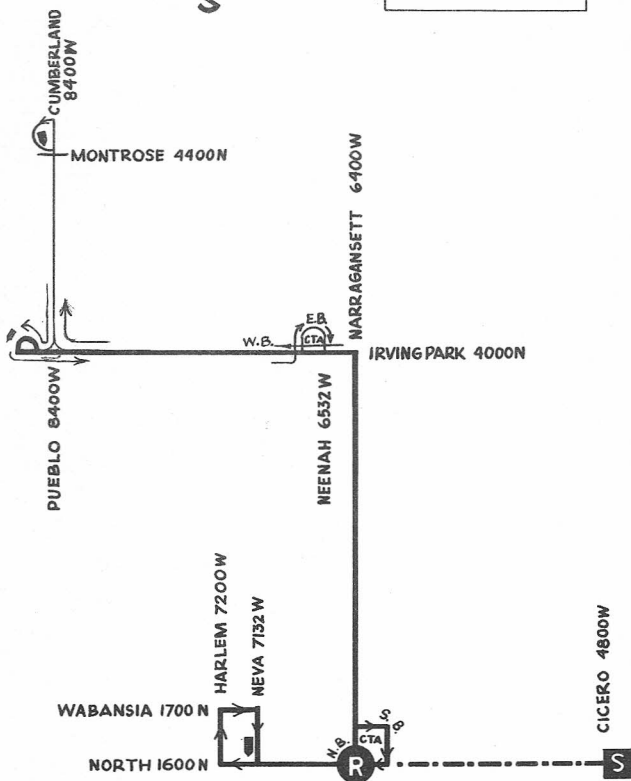 CUMBERLAND
8400W
MONTROSE 4400N
NARRAGANSETT 6400W
E.B.
W.B.
CTA
IRVING PARK 4000N
PUEBLO 8400W
NEENAH 6532W
HARLEM 7200W
NEVA 7132W
CICERO 4800W
WABANSIA 1700N
S.B.
N.B.
CTA
NORTH 1600N
R
S